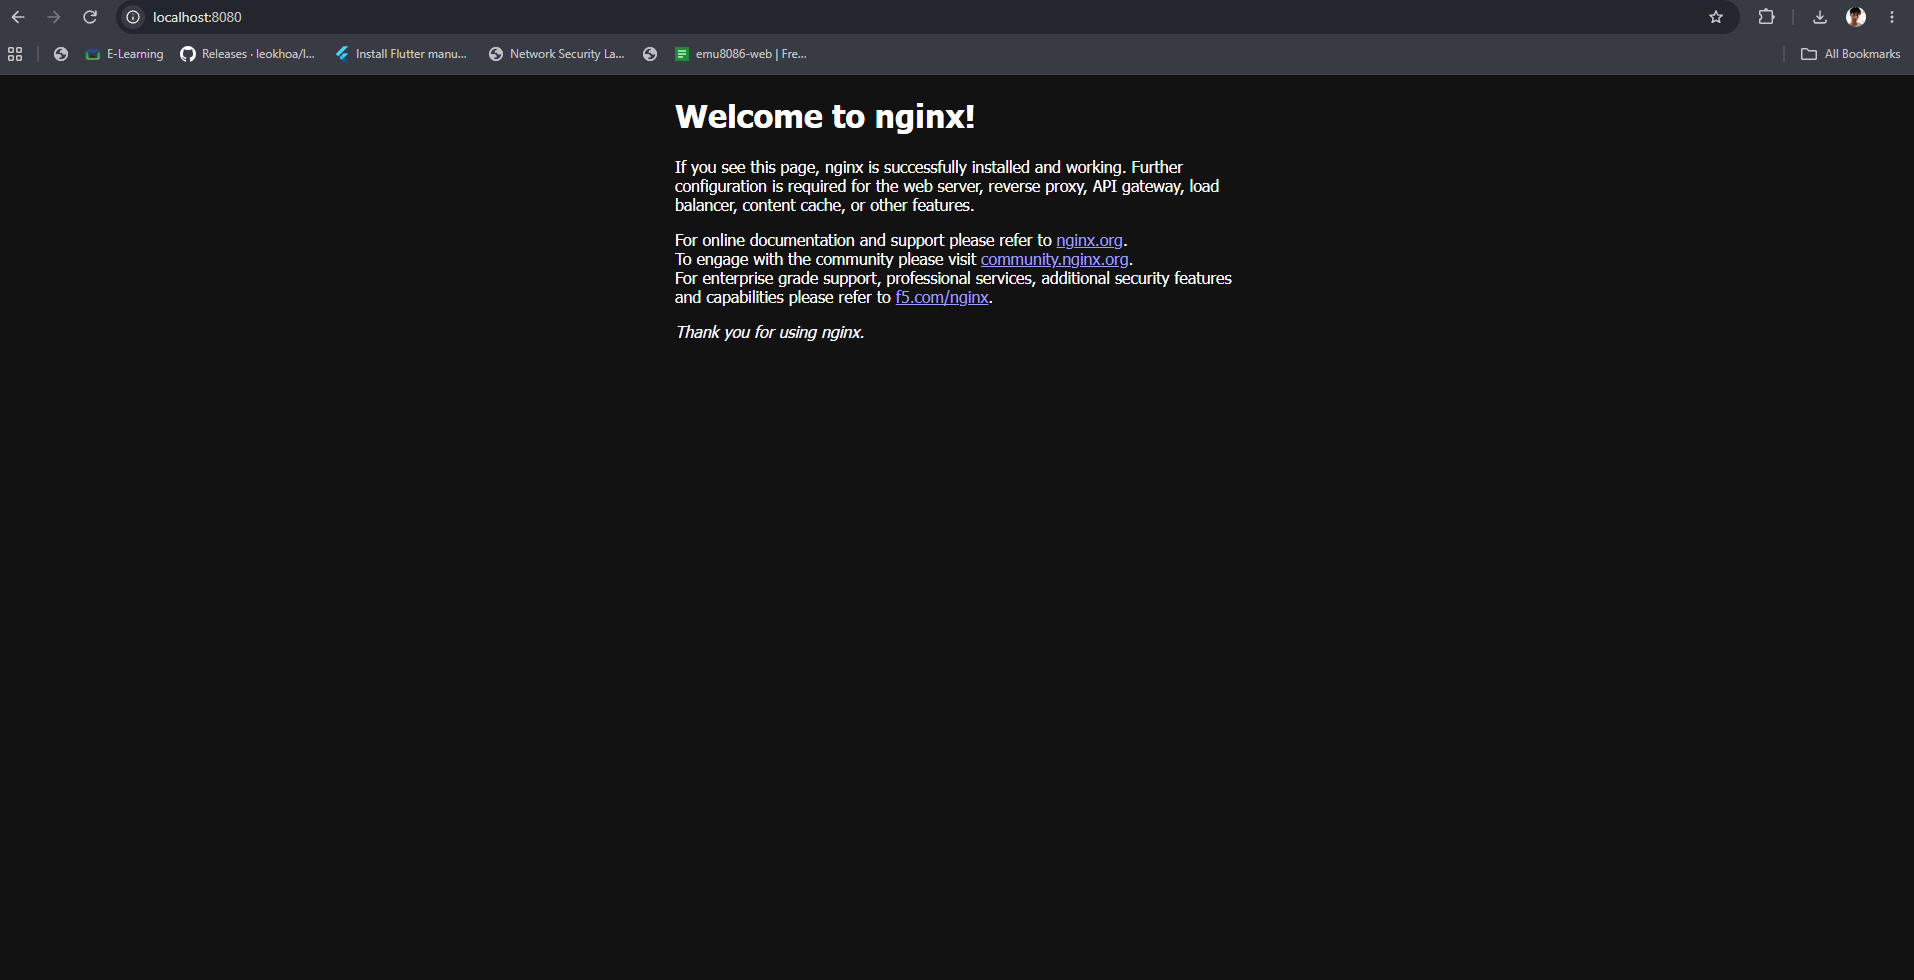 localhost:8080
E-Learning
Releases · leokhoa/l...
Install Flutter manu...
Network Security La...
emu8086-web | Fre...
All Bookmarks
Welcome to nginx!
If you see this page, nginx is successfully installed and working. Further
configuration is required for the web server, reverse proxy, API gateway, load
balancer, content cache, or other features.
For online documentation and support please refer to nginx.org.
To engage with the community please visit community.nginx.org.
For enterprise grade support, professional services, additional security features
and capabilities please refer to f5.com/nginx.
Thank you for using nginx.